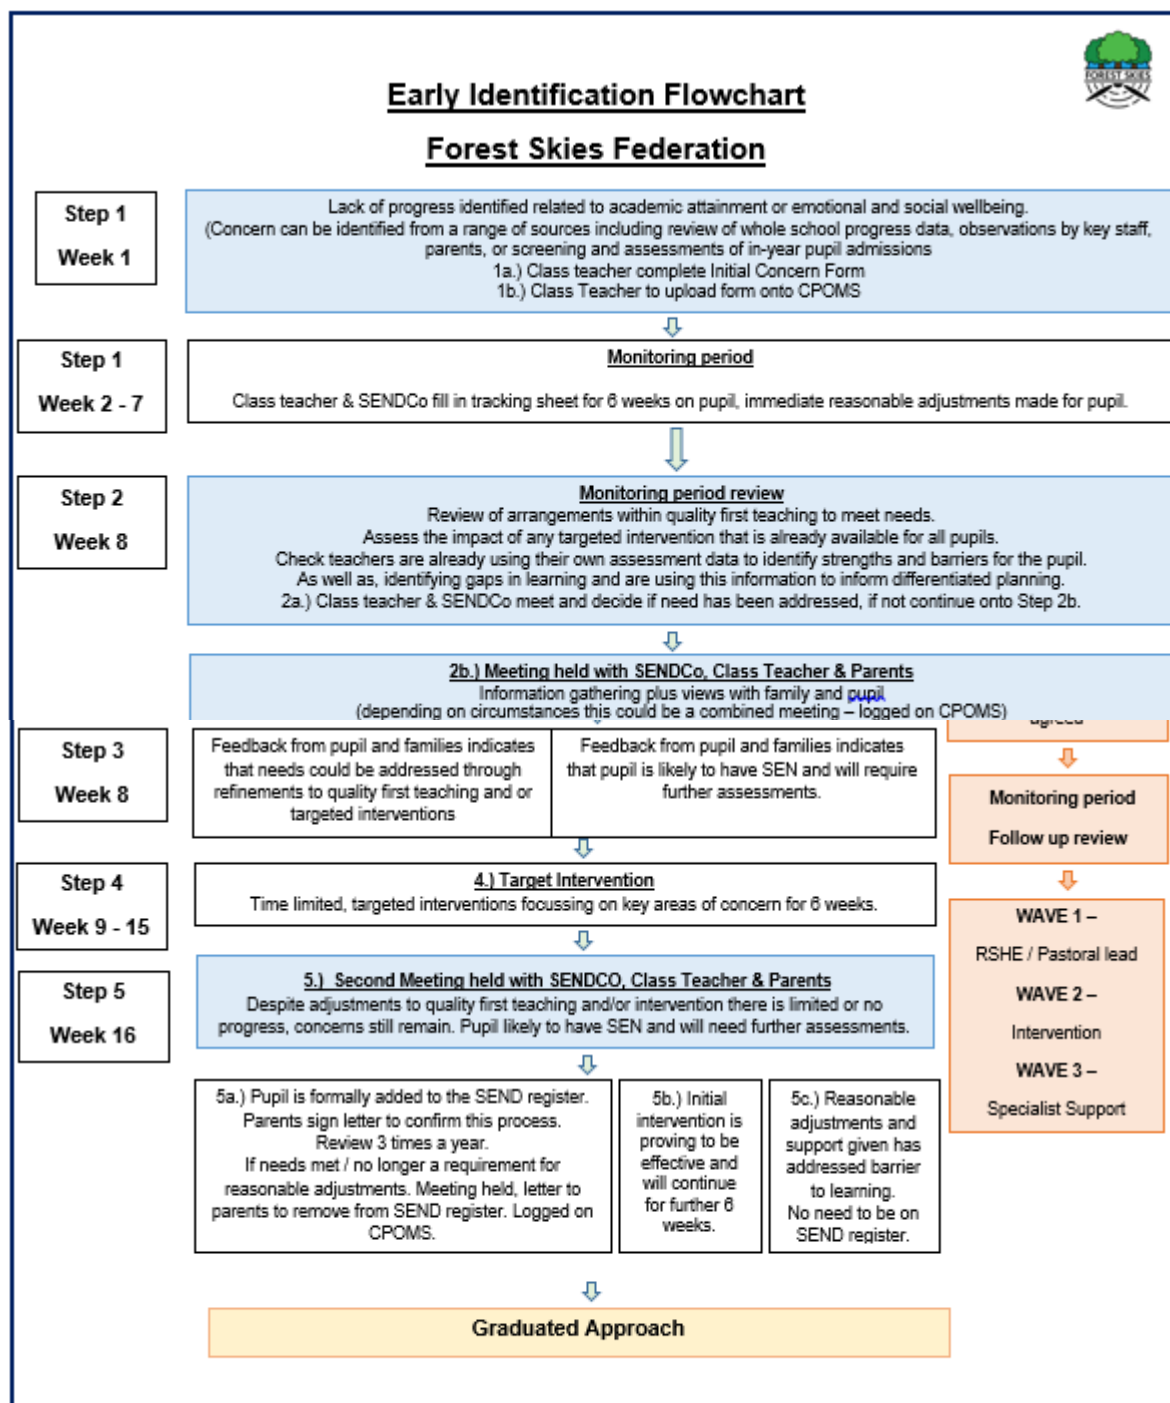 FOREST SKIES
Early Identification Flowchart
Forest Skies Federation
Step 1
Week 1
Lack of progress identified related to academic attainment or emotional and social wellbeing.
(Concern can be identified from a range of sources including review of whole school progress data, observations by key staff,
parents, or screening and assessments of in-year pupil admissions
1a.) Class teacher complete Initial Concern Form
1b.) Class Teacher to upload form onto CPOMS
Step 1
Week 2 - 7
Monitoring period
Class teacher & SENDCo fill in tracking sheet for 6 weeks on pupil, immediate reasonable adjustments made for pupil.
Step 2
Week 8
Monitoring period review
Review of arrangements within quality first teaching to meet needs.
Assess the impact of any targeted intervention that is already available for all pupils.
Check teachers are already using their own assessment data to identify strengths and barriers for the pupil.
As well as, identifying gaps in learning and are using this information to inform differentiated planning.
2a.) Class teacher & SENDCo meet and decide if need has been addressed, if not continue onto Step 2b.
2b.) Meeting held with SENDCo, Class Teacher & Parents
Information gathering plus views with family and pupil
(depending on circumstances this could be a combined meeting – logged on CPOMS)
Step 3
Week 8
Feedback from pupil and families indicates
that needs could be addressed through
refinements to quality first teaching and or
targeted interventions
Feedback from pupil and families indicates
that pupil is likely to have SEN and will require
further assessments.
agreed
Monitoring period
Follow up review
WAVE 1 –
RSHE / Pastoral lead
WAVE 2 –
Intervention
WAVE 3 –
Specialist Support
Step 4
Week 9 - 15
4.) Target Intervention
Time limited, targeted interventions focussing on key areas of concern for 6 weeks.
Step 5
Week 16
5.) Second Meeting held with SENDCO, Class Teacher & Parents
Despite adjustments to quality first teaching and/or intervention there is limited or no
progress, concerns still remain. Pupil likely to have SEN and will need further assessments.
5a.) Pupil is formally added to the SEND register.
Parents sign letter to confirm this process.
Review 3 times a year.
If needs met / no longer a requirement for
reasonable adjustments. Meeting held, letter to
parents to remove from SEND register. Logged on
CPOMS.
5b.) Initial
intervention is
proving to be
effective and
will continue
for further 6
weeks.
5c.) Reasonable
adjustments and
support given has
addressed barrier
to learning.
No need to be on
SEND register.
Graduated Approach